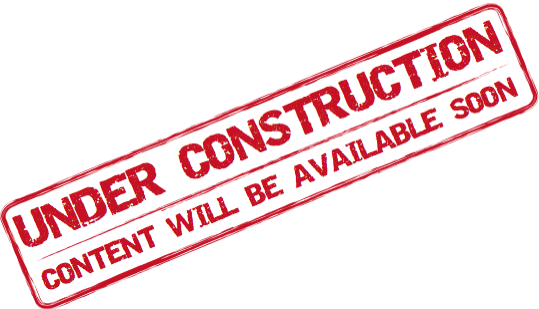 UNDER CONSTRUCTION
CONTENT WILL BE AVAILABLE SOON